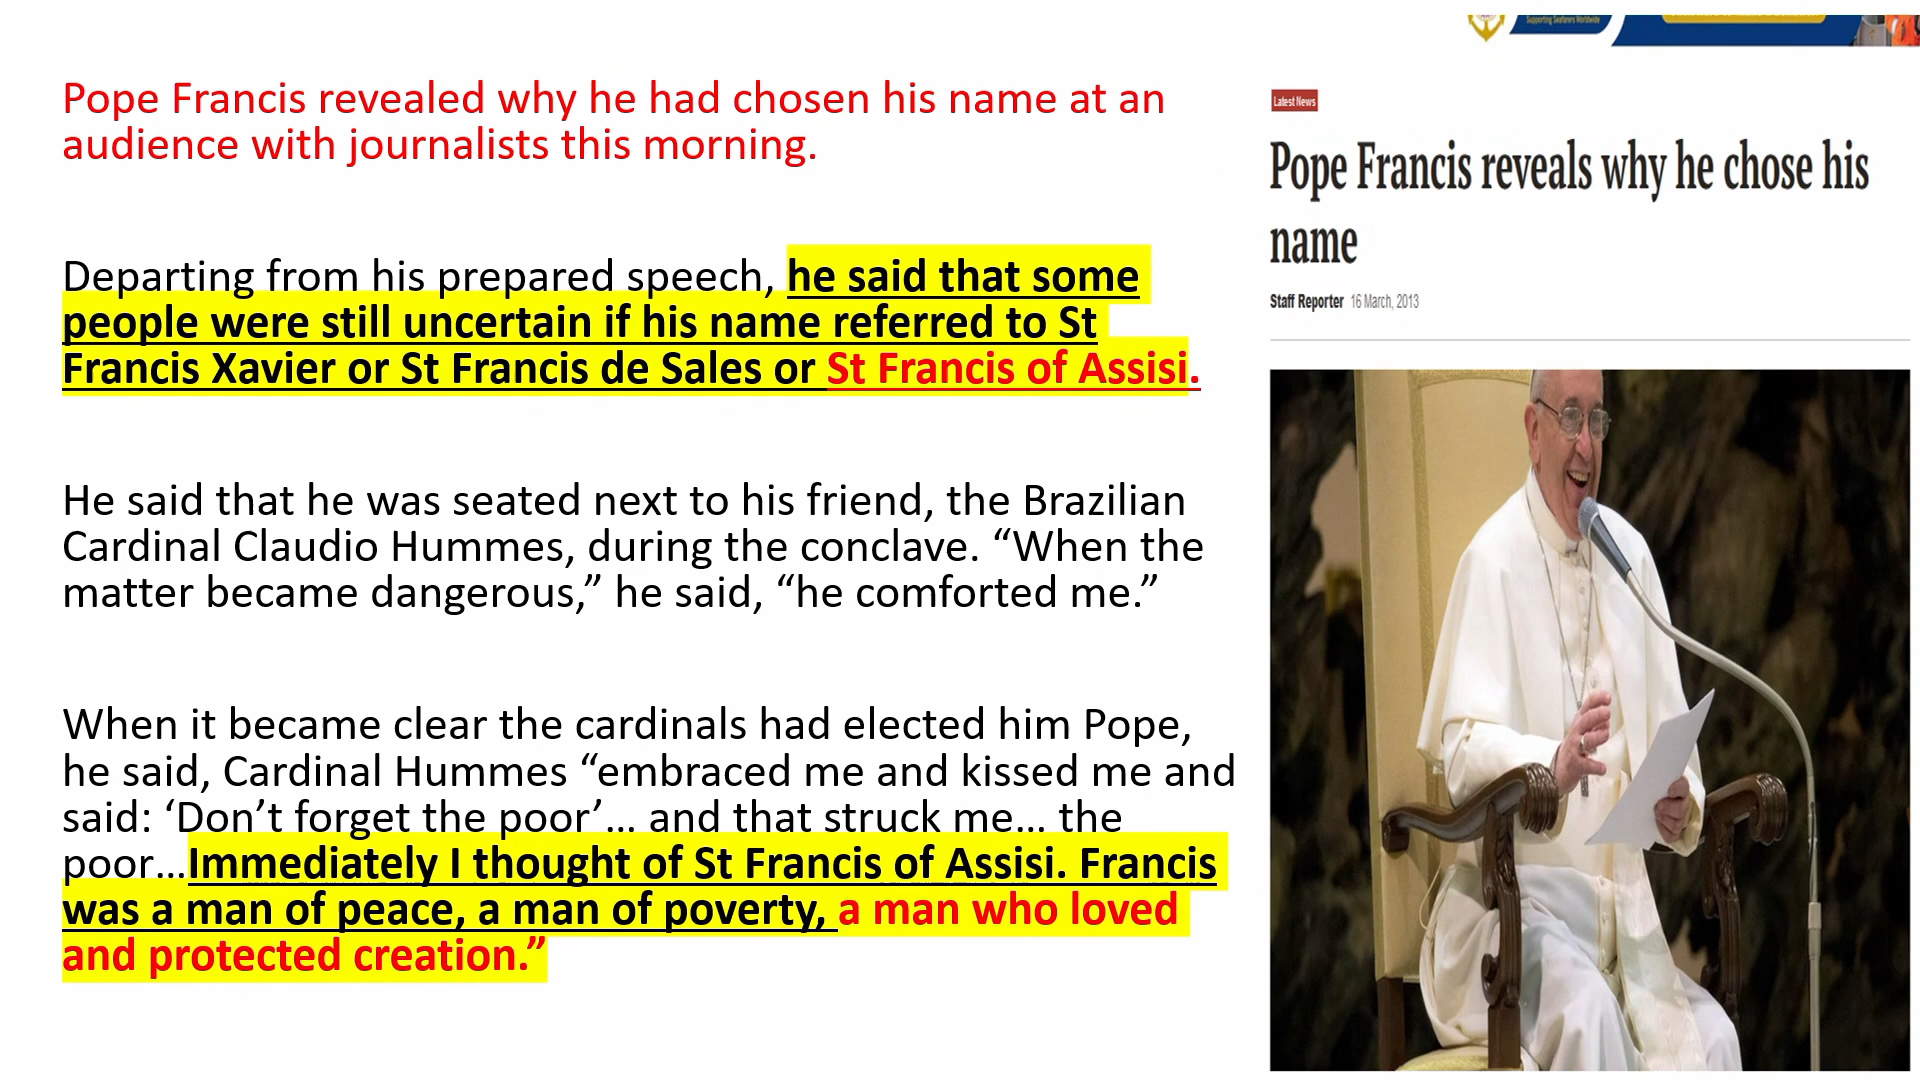 Pope Francis revealed why he had chosen his name at an
audience with journalists this morning.
Departing from his prepared speech, he said that some
people were still uncertain if his name referred to St
Francis Xavier or St Francis de Sales or St Francis of Assisi.
He said that he was seated next to his friend, the Brazilian
Cardinal Claudio Hummes, during the conclave. “When the
matter became dangerous,” he said, “he comforted me.”
When it became clear the cardinals had elected him Pope,
he said, Cardinal Hummes “embraced me and kissed me and
said: ‘Don’t forget the poor’… and that struck me… the
poor…Immediately I thought of St Francis of Assisi. Francis
was a man of peace, a man of poverty, a man who loved
and protected creation.”
Supporting Seafarers Worldwide
Latest News
Pope Francis reveals why he chose his
name
Staff Reporter 16 March, 2013